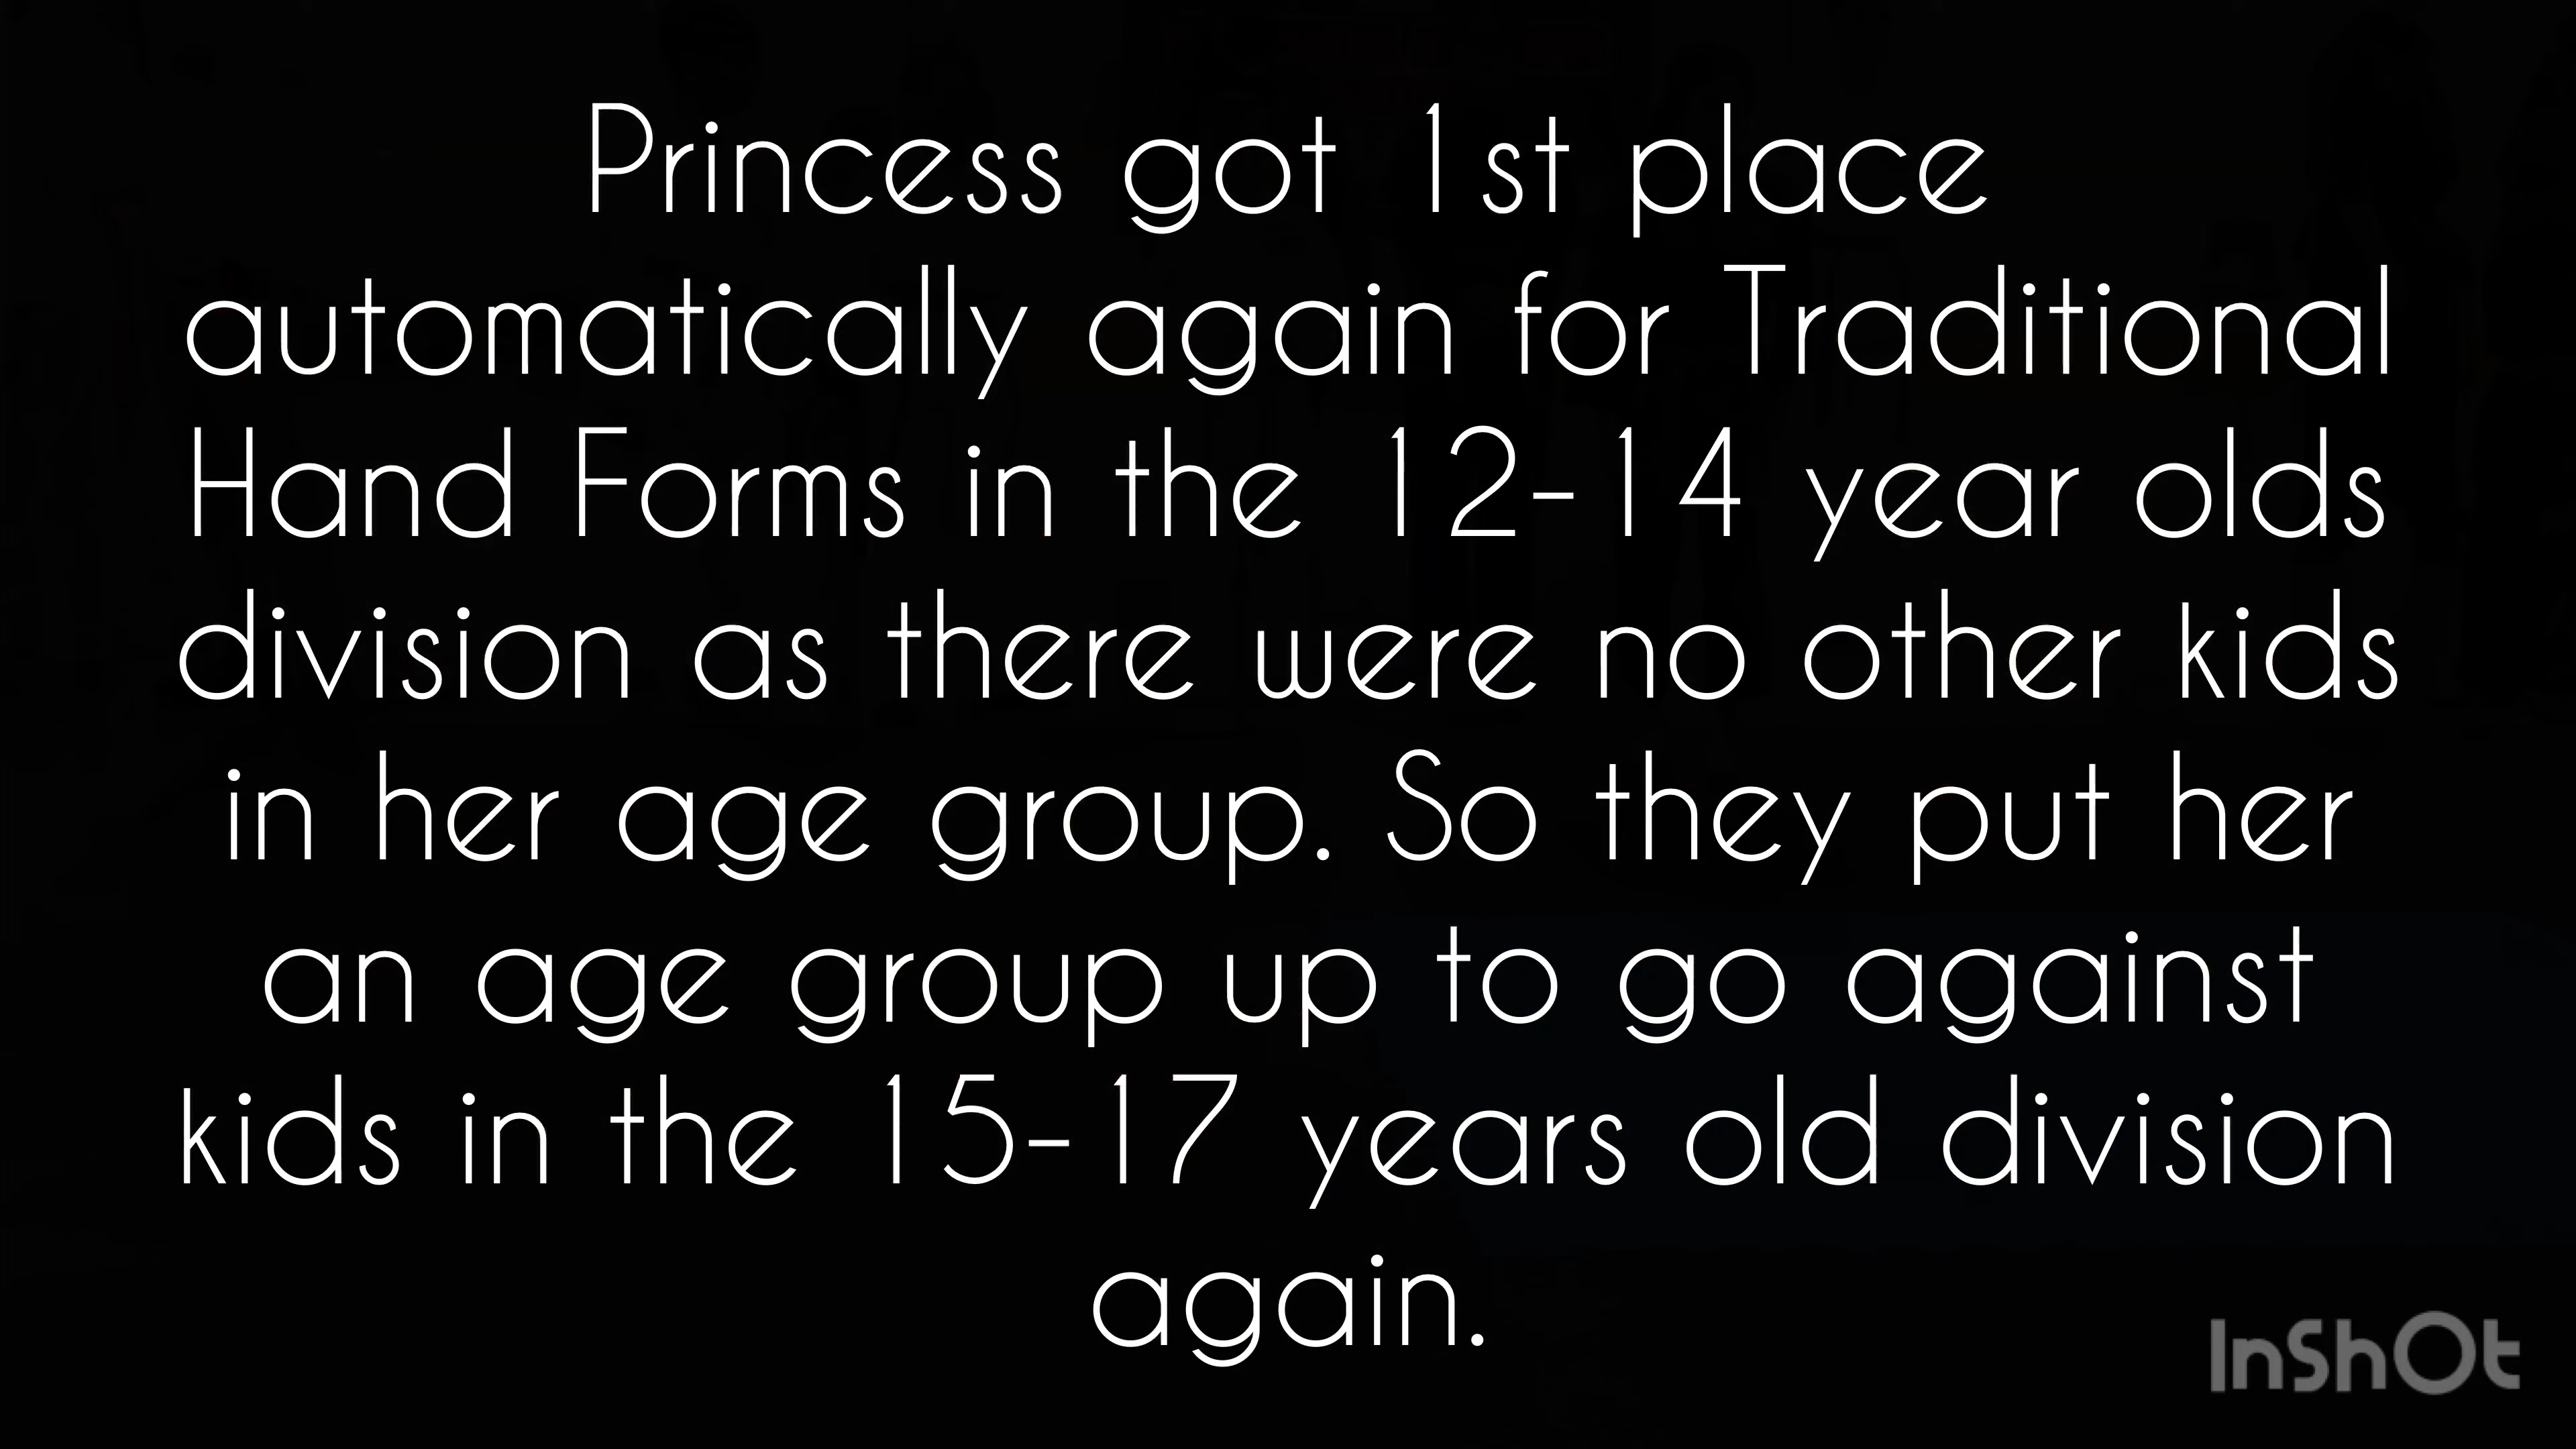 Princess got 1st place
automatically again for Traditional
Hand Forms in the 12-14 year olds
division as there were no other kids
in her age group. So they put her
an age group up to go against
kids in the 15-17 years old division
again.
InShOt